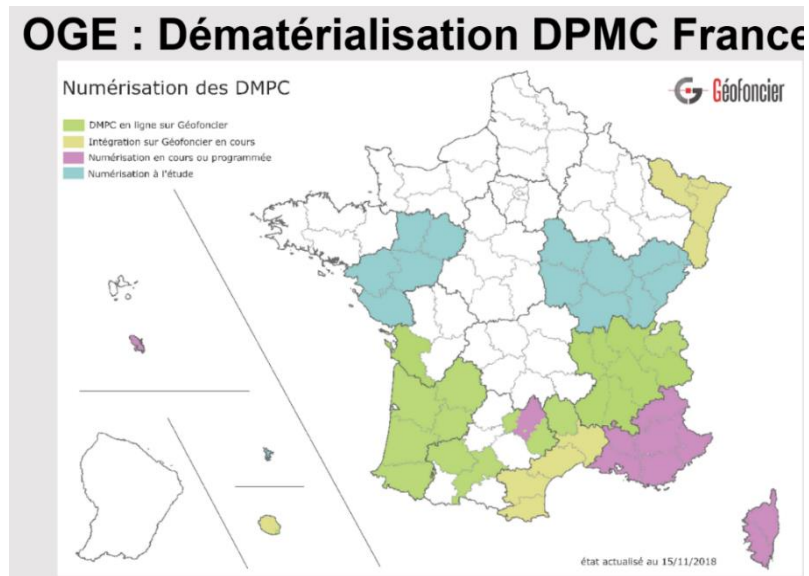 OGE : Dématérialisation DPMC France
Numérisation des DMPC
Géofoncier
DMPC en ligne sur Géofoncier
Intégration sur Géofoncier en cours
Numérisation en cours ou programmée
Numérisation à l'étude
état actualisé au 15/11/2018